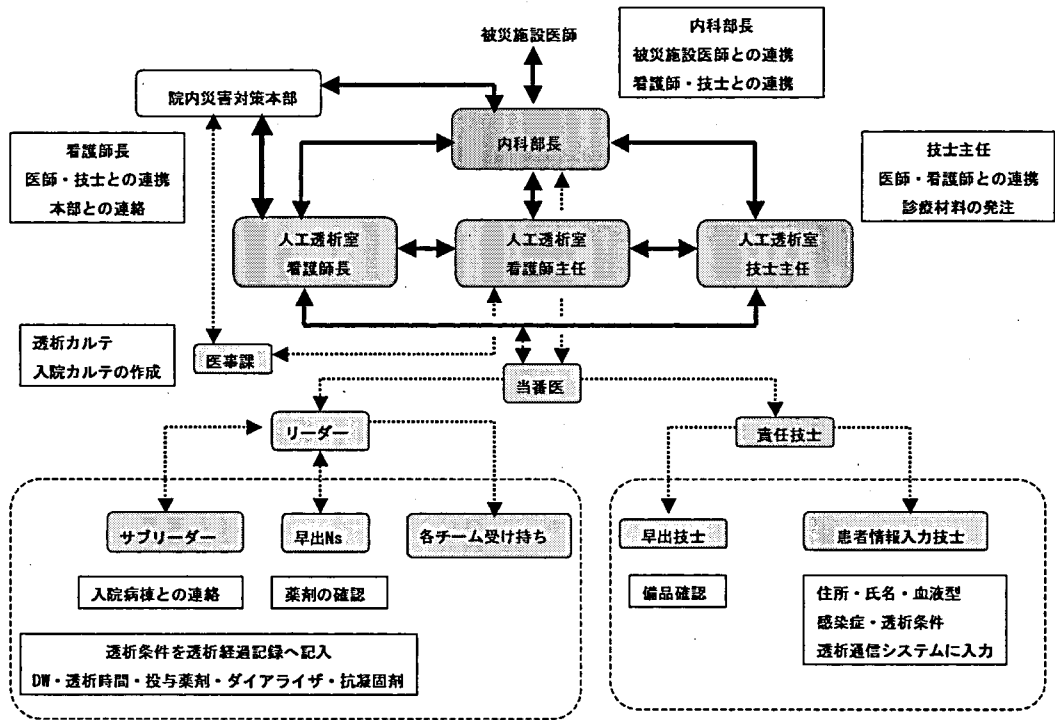 被災施設医師
内科部長
被災施設医師との連携
看護師・技士との連携
院内災害対策本部
看護師長
医師・技士との連携
本部との連絡
内科部長
技士主任
医師・看護師との連携
診療材料の発注
人工透析室
看護師長
人工透析室
看護師主任
人工透析室
技士主任
透析カルテ
入院カルテの作成
医事課
当番医
リーダー
責任技士
サブリーダー
早出Ns
各チーム受け持ち
早出技士
患者情報入力技士
入院病棟との連絡
薬剤の確認
備品確認
住所・氏名・血液型
感染症・透析条件
透析通信システムに入力
透析条件を透析経過記録へ記入
DW・透析時間・投与薬剤・ダイアライザ・抗凝固剤